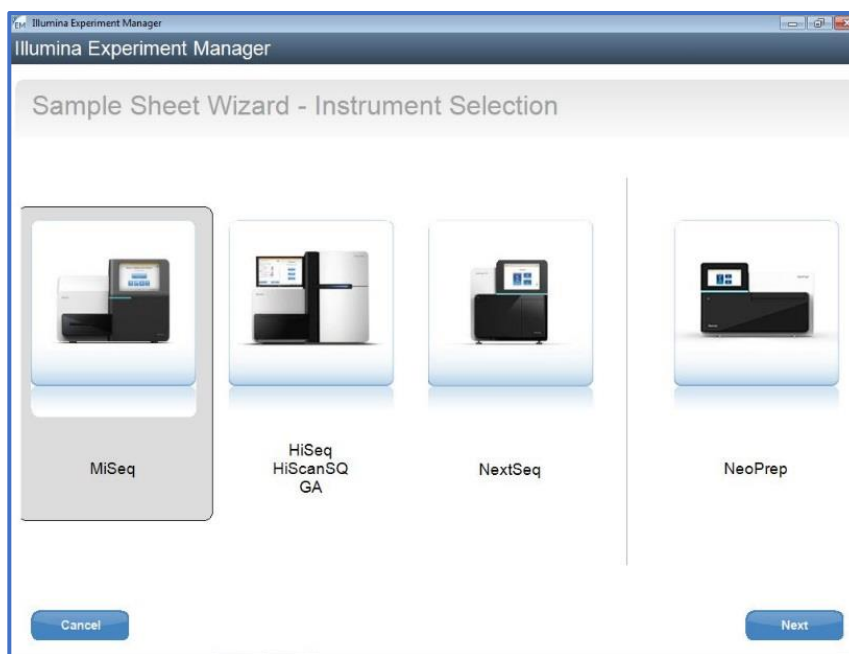 Illumina Experiment Manager
Illumina Experiment Manager
Sample Sheet Wizard - Instrument Selection
MiSeq
HiSeq
HiScanSQ
GA
NextSeq
NeoPrep
Cancel
Next